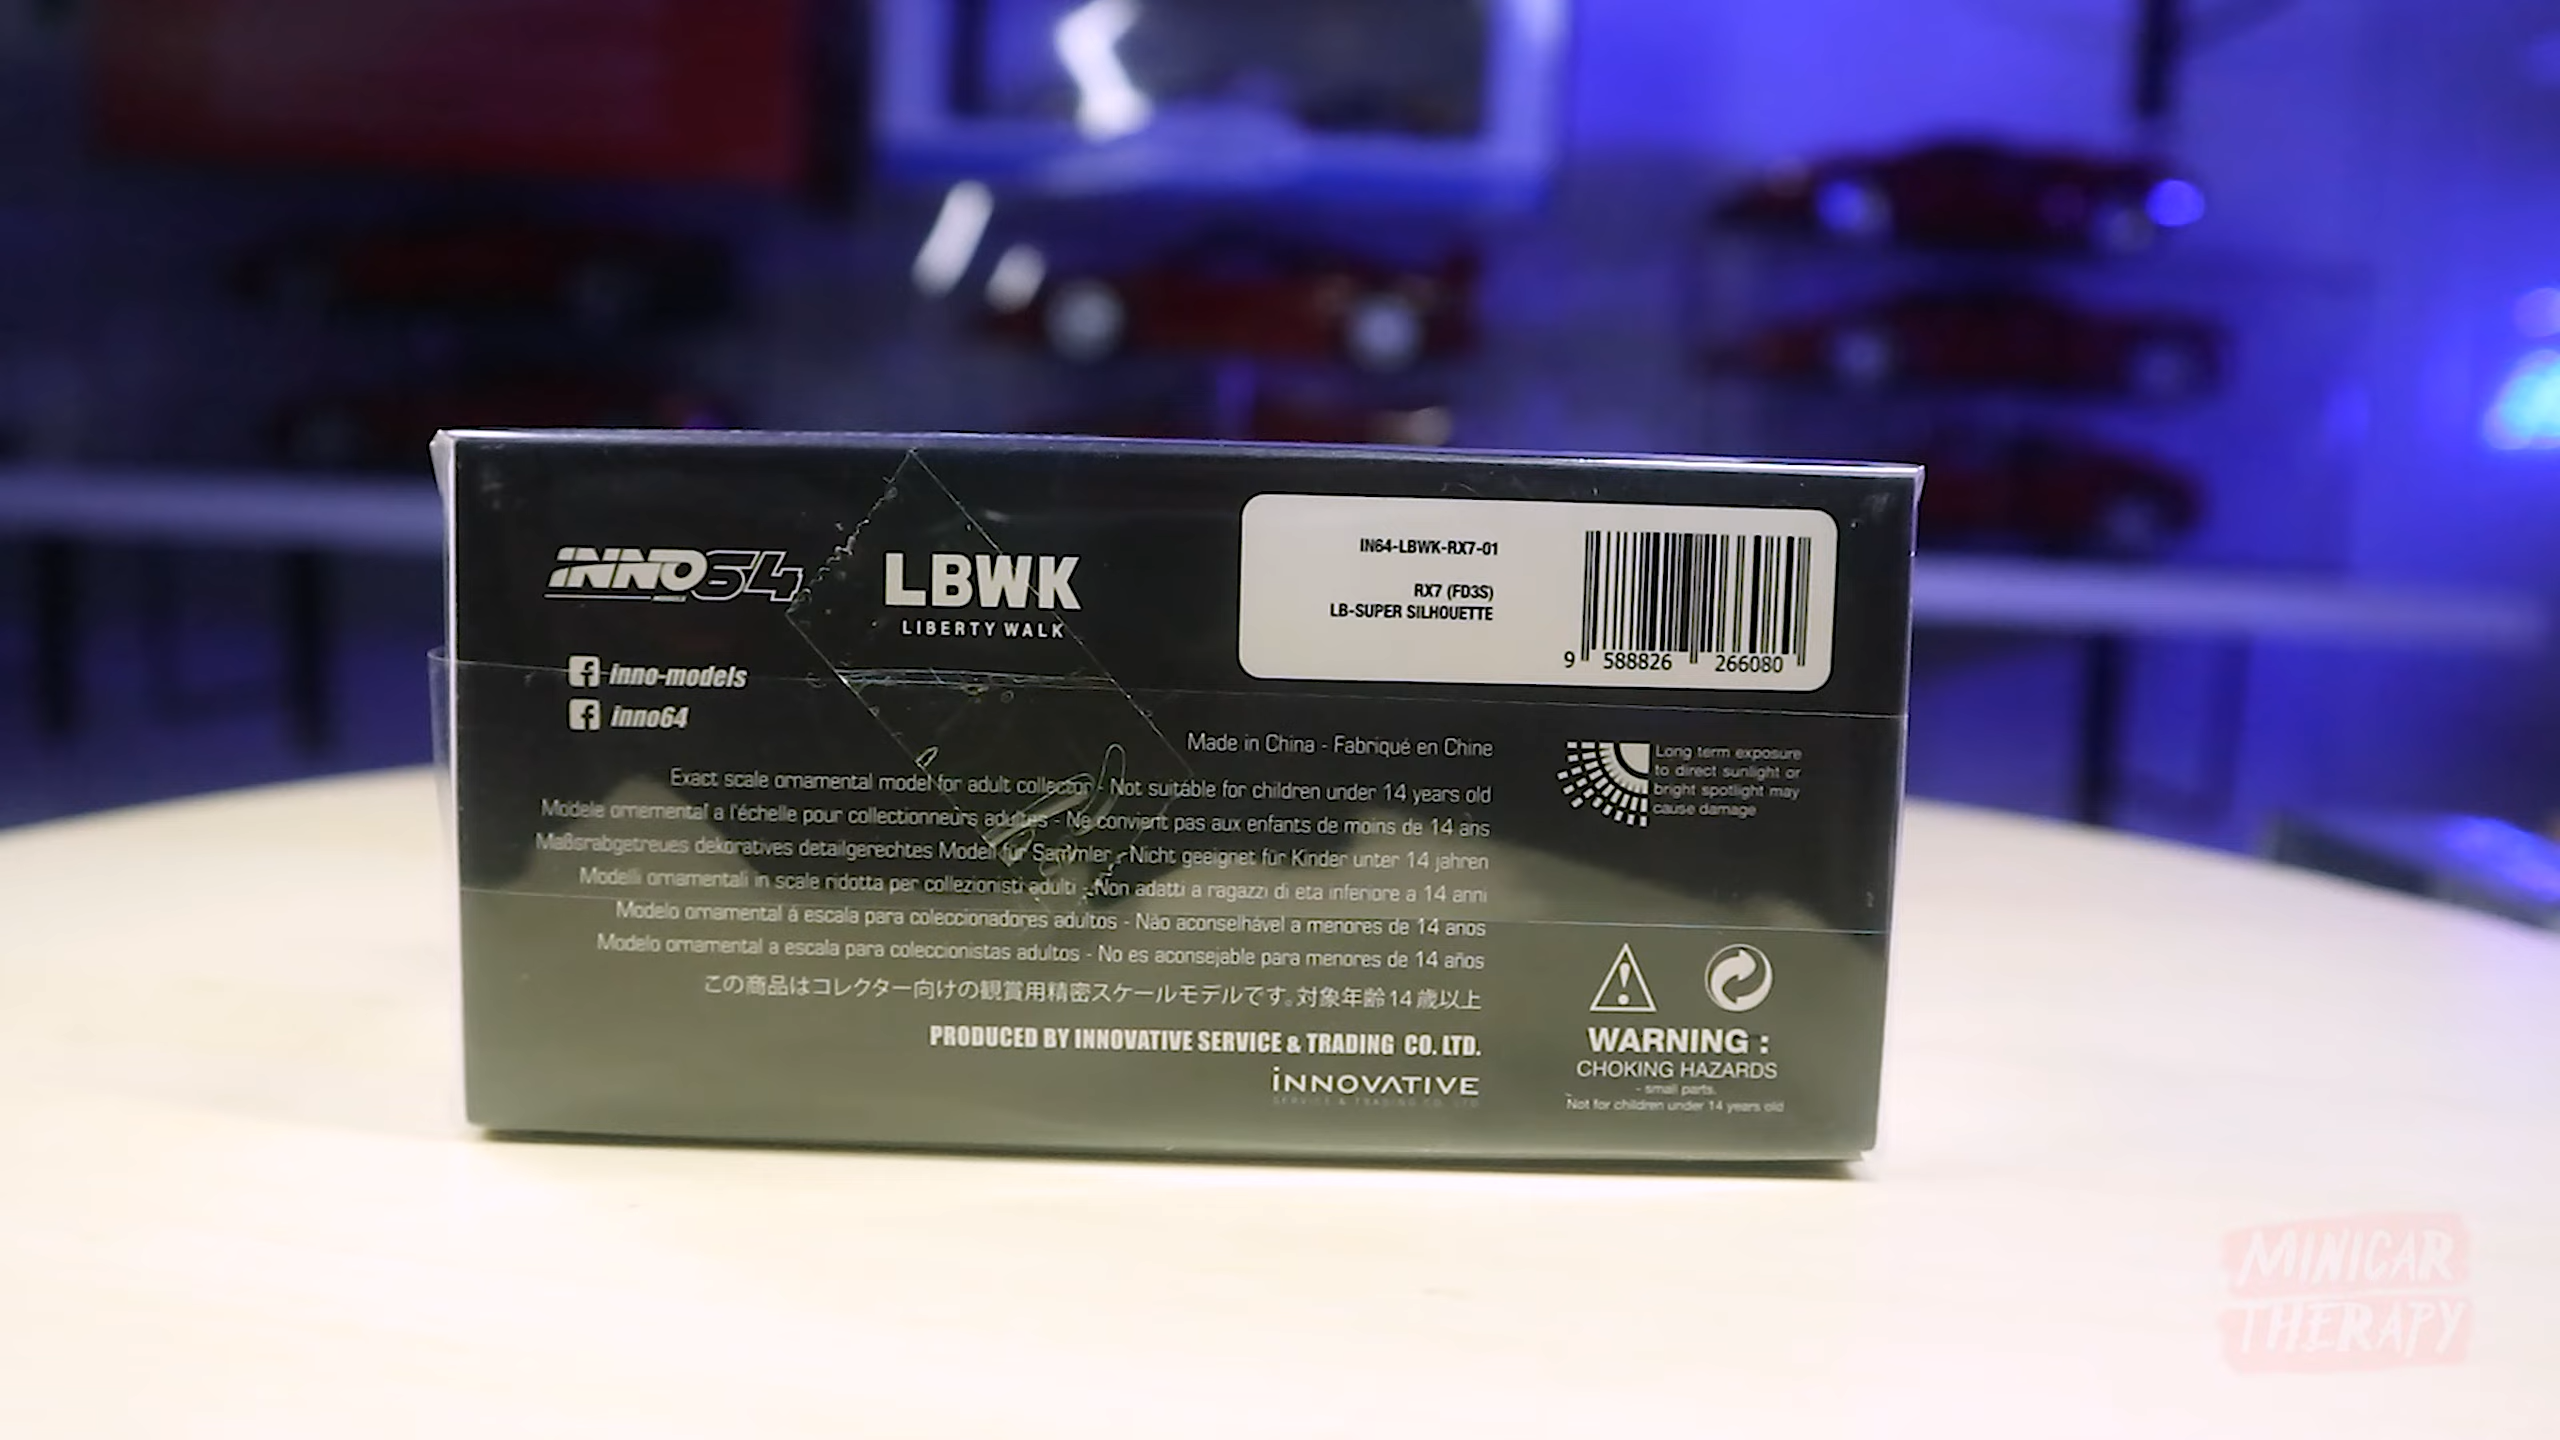 INNO64
LBWK
LIBERTY WALK
inno-models
inno64
IN64-LBWK-RX7-01
RX7 (FD3S)
LB-SUPER SILHOUETTE
9 588826 266080
Made in China - Fabriqué en Chine
Exact scale ornamental model for adult collector - Not suitable for children under 14 years old
Modele ornemental a l'échelle pour collectionneurs adultes - Ne convient pas aux enfants de moins de 14 ans
Maßsrabgetreues dekoratives detailgerechtes Modell für Sammler - Nicht geeignet für Kinder unter 14 jahren
Modelli ornamentali in scale ridotta per collezionisti adulti - Non adatti a ragazzi di eta inferiore a 14 anni
Modelo ornamental á escala para coleccionadores adultos - Não aconselhável a menores de 14 anos
Modelo ornamental a escala para coleccionistas adultos - No es aconsejable para menores de 14 años
この商品はコレクター向けの観賞用精密スケールモデルです。対象年齢14歳以上
PRODUCED BY INNOVATIVE SERVICE & TRADING CO. LTD.
INNOVATIVE
SERVICE & TRADING CO. LTD
Long term exposure
to direct sunlight or
bright spotlight may
cause damage
WARNING :
CHOKING HAZARDS
- small parts.
Not for children under 14 years old
MINICAR
THERAPY